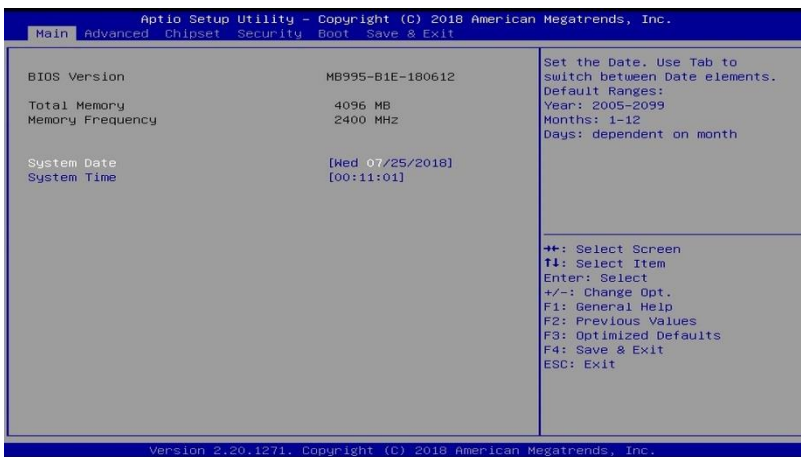 Aptio Setup Utility – Copyright (C) 2018 American Megatrends, Inc.
Main Advanced Chipset Security Boot Save & Exit
BIOS Version MB995-B1E-180612
Total Memory 4096 MB
Memory Frequency 2400 MHz
System Date [Wed 07/25/2018]
System Time [00:11:01]
Set the Date. Use Tab to
switch between Date elements.
Default Ranges:
Year: 2005-2099
Months: 1-12
Days: dependent on month
→←: Select Screen
↑↓: Select Item
Enter: Select
+/-: Change Opt.
F1: General Help
F2: Previous Values
F3: Optimized Defaults
F4: Save & Exit
ESC: Exit
Version 2.20.1271. Copyright (C) 2018 American Megatrends, Inc.